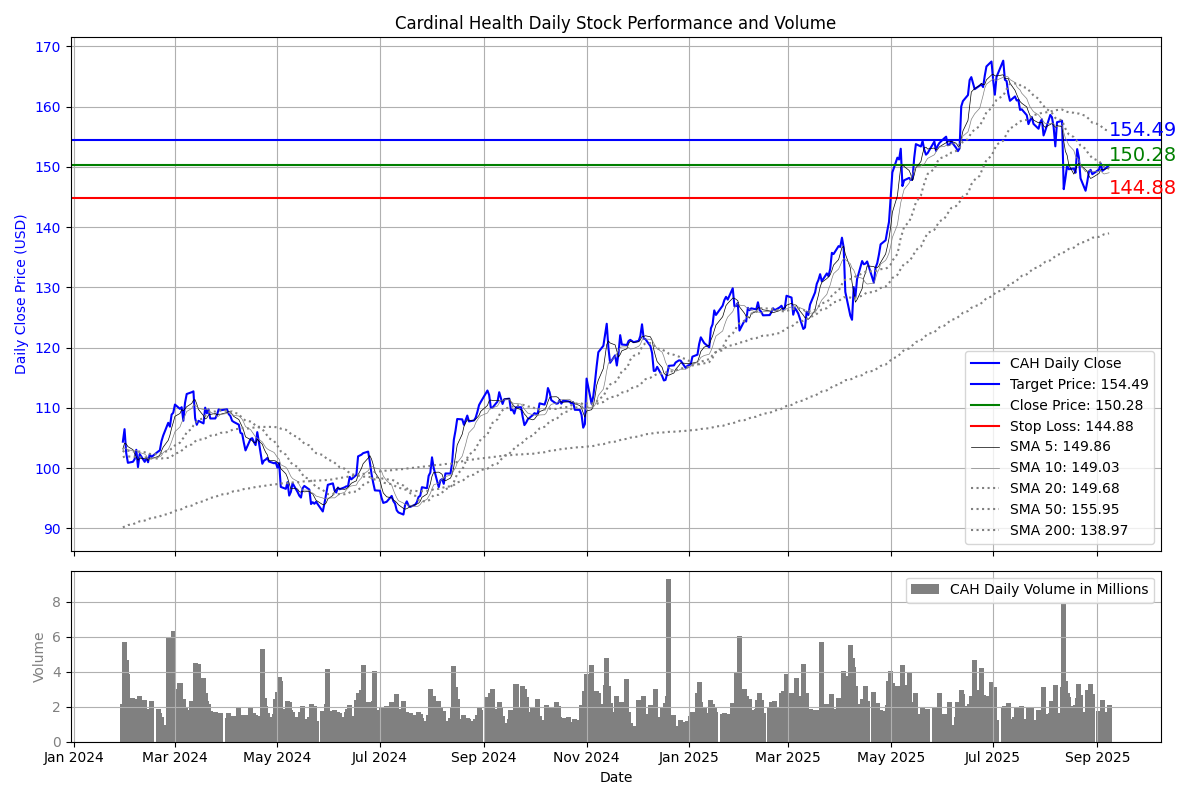 Cardinal Health Daily Stock Performance and Volume
170
160
150
140
130
120
110
100
90
Daily Close Price (USD)
154.49
150.28
144.88
CAH Daily Close
Target Price: 154.49
Close Price: 150.28
Stop Loss: 144.88
SMA 5: 149.86
SMA 10: 149.03
SMA 20: 149.68
SMA 50: 155.95
SMA 200: 138.97
8
6
4
2
0
Volume
CAH Daily Volume in Millions
Jan 2024
Mar 2024
May 2024
Jul 2024
Sep 2024
Nov 2024
Jan 2025
Mar 2025
May 2025
Jul 2025
Sep 2025
Date